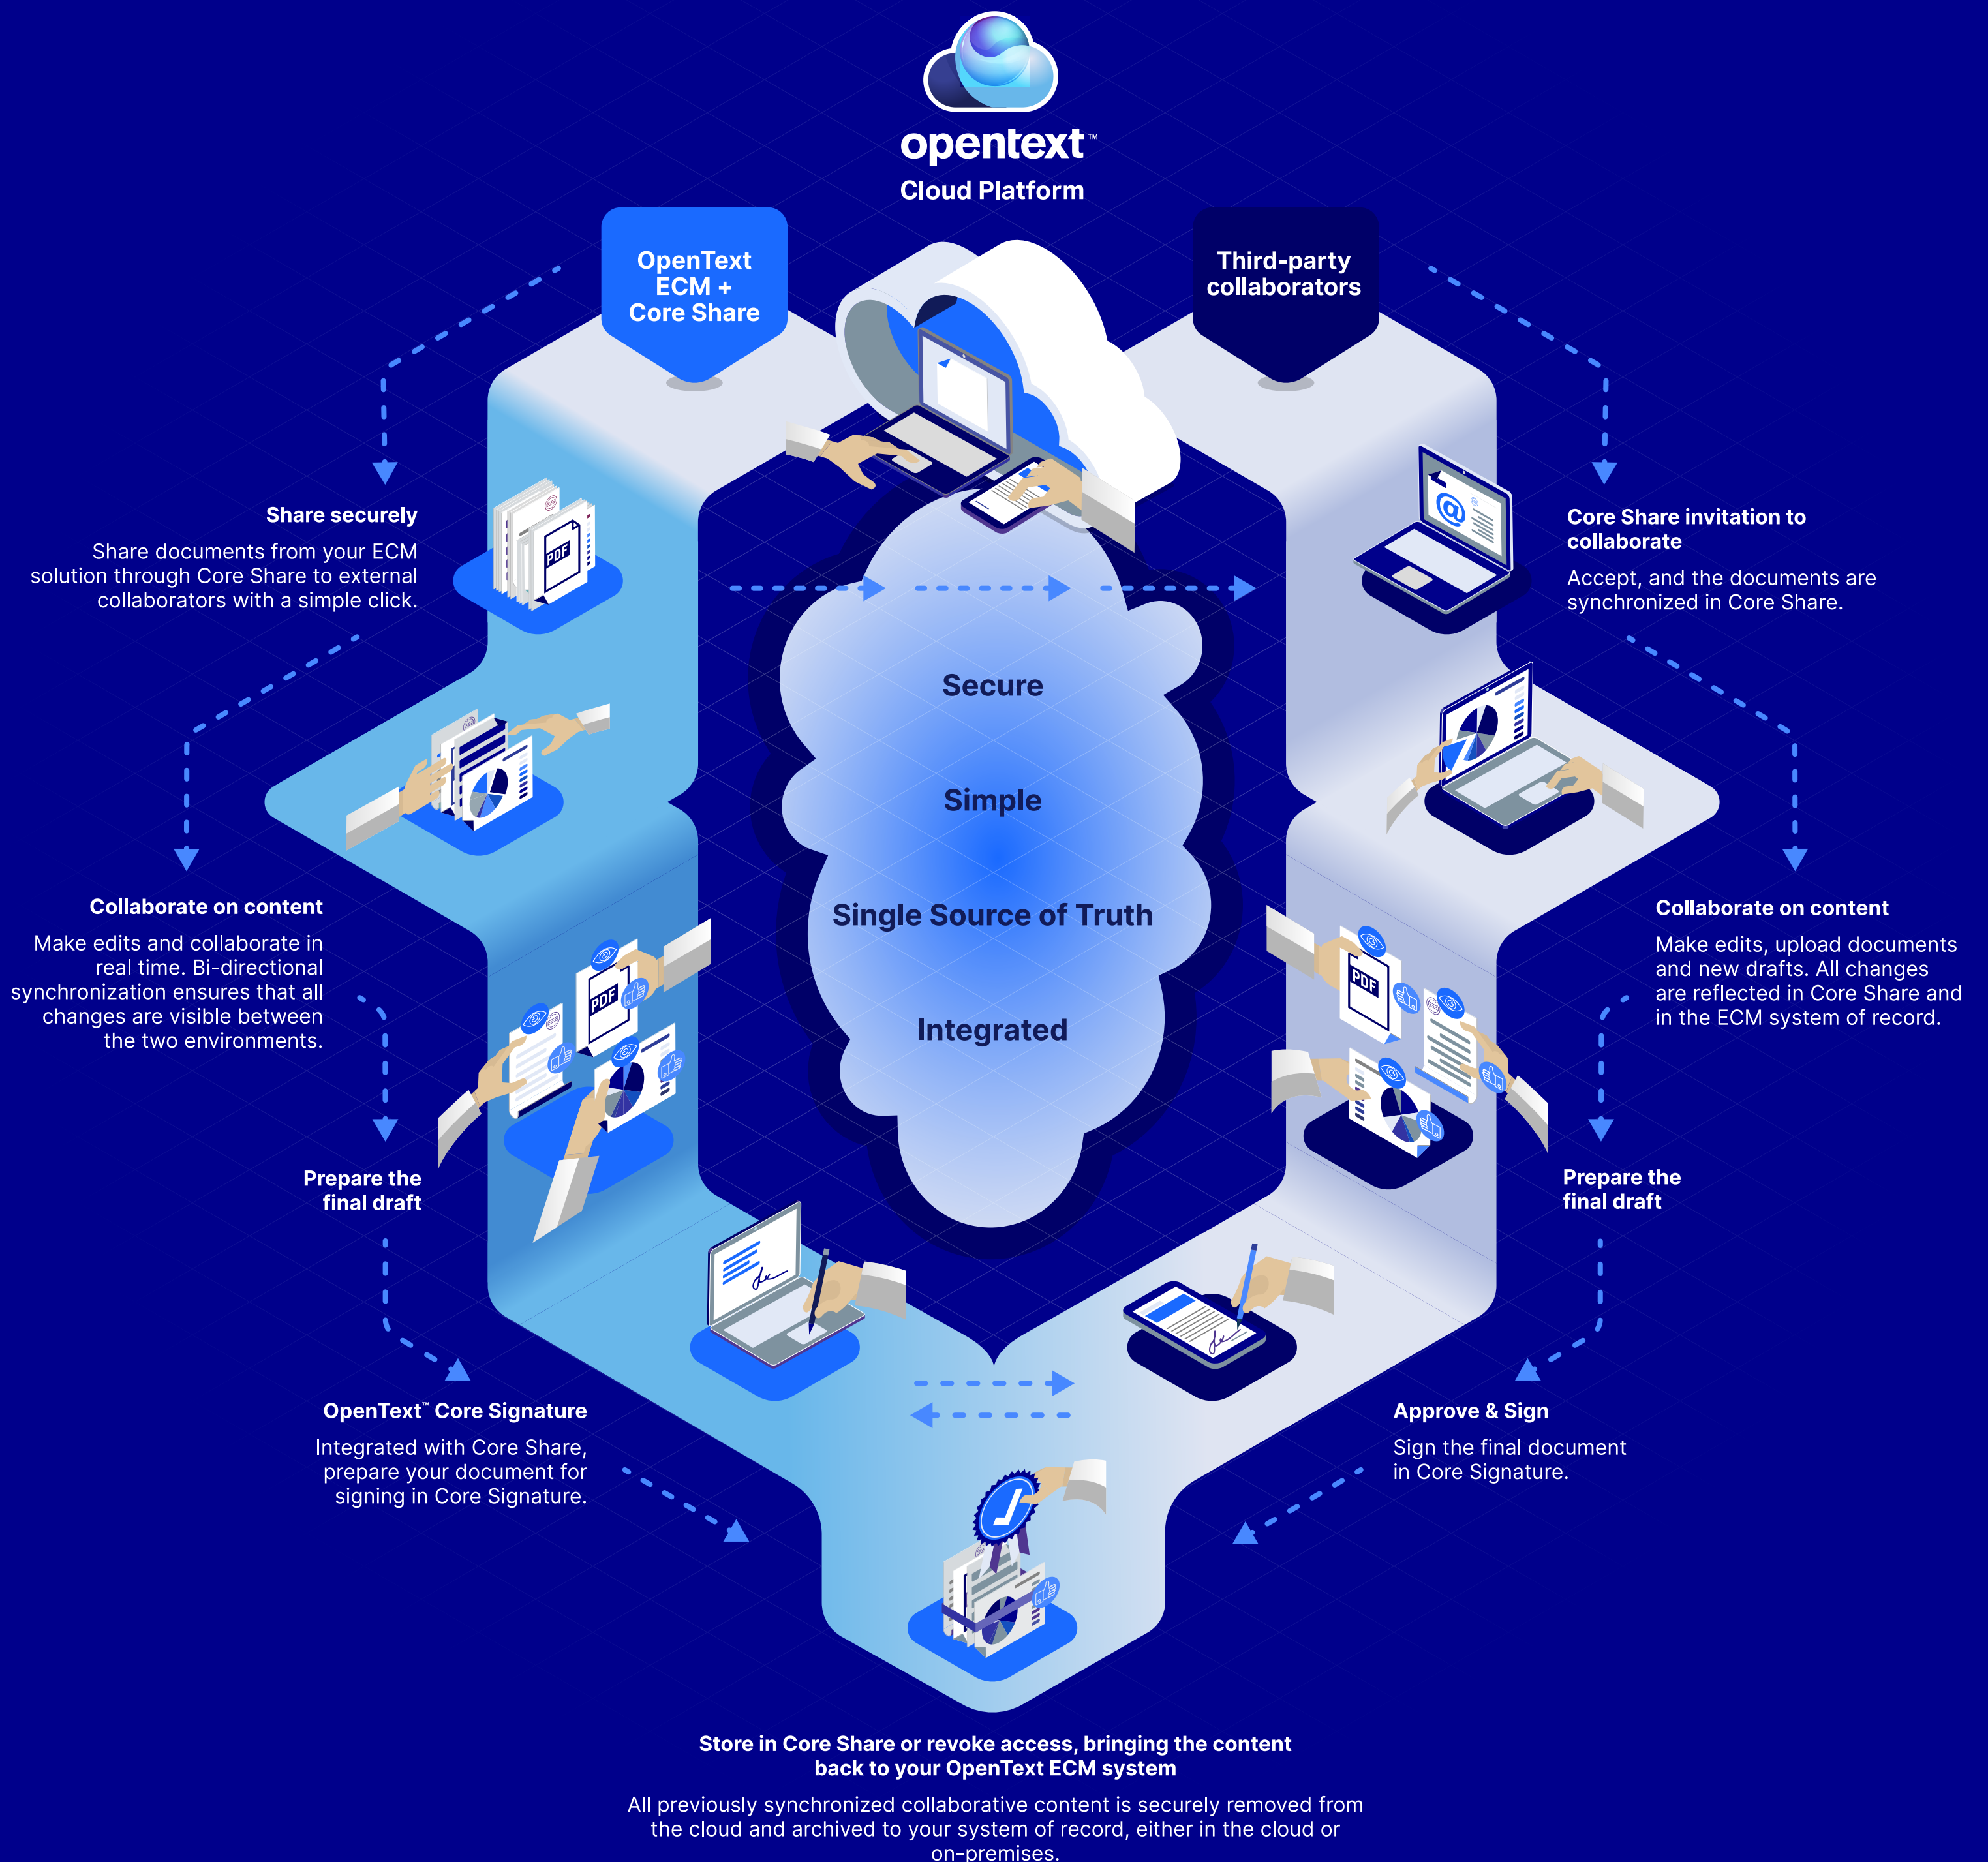 opentext™
Cloud Platform
OpenText
ECM +
Core Share
Third-party
collaborators
Share securely
Share documents from your ECM
solution through Core Share to external
collaborators with a simple click.
PDF
@
Core Share invitation to
collaborate
Accept, and the documents are
synchronized in Core Share.
Secure
Simple
Single Source of Truth
Integrated
Collaborate on content
Make edits and collaborate in
real time. Bi-directional
synchronization ensures that all
changes are visible between
the two environments.
PDF
Collaborate on content
Make edits, upload documents
and new drafts. All changes
are reflected in Core Share and
in the ECM system of record.
PDF
Prepare the
final draft
Prepare the
final draft
OpenText™ Core Signature
Integrated with Core Share,
prepare your document for
signing in Core Signature.
Approve & Sign
Sign the final document
in Core Signature.
Store in Core Share or revoke access, bringing the content
back to your OpenText ECM system
All previously synchronized collaborative content is securely removed from
the cloud and archived to your system of record, either in the cloud or
on-premises.